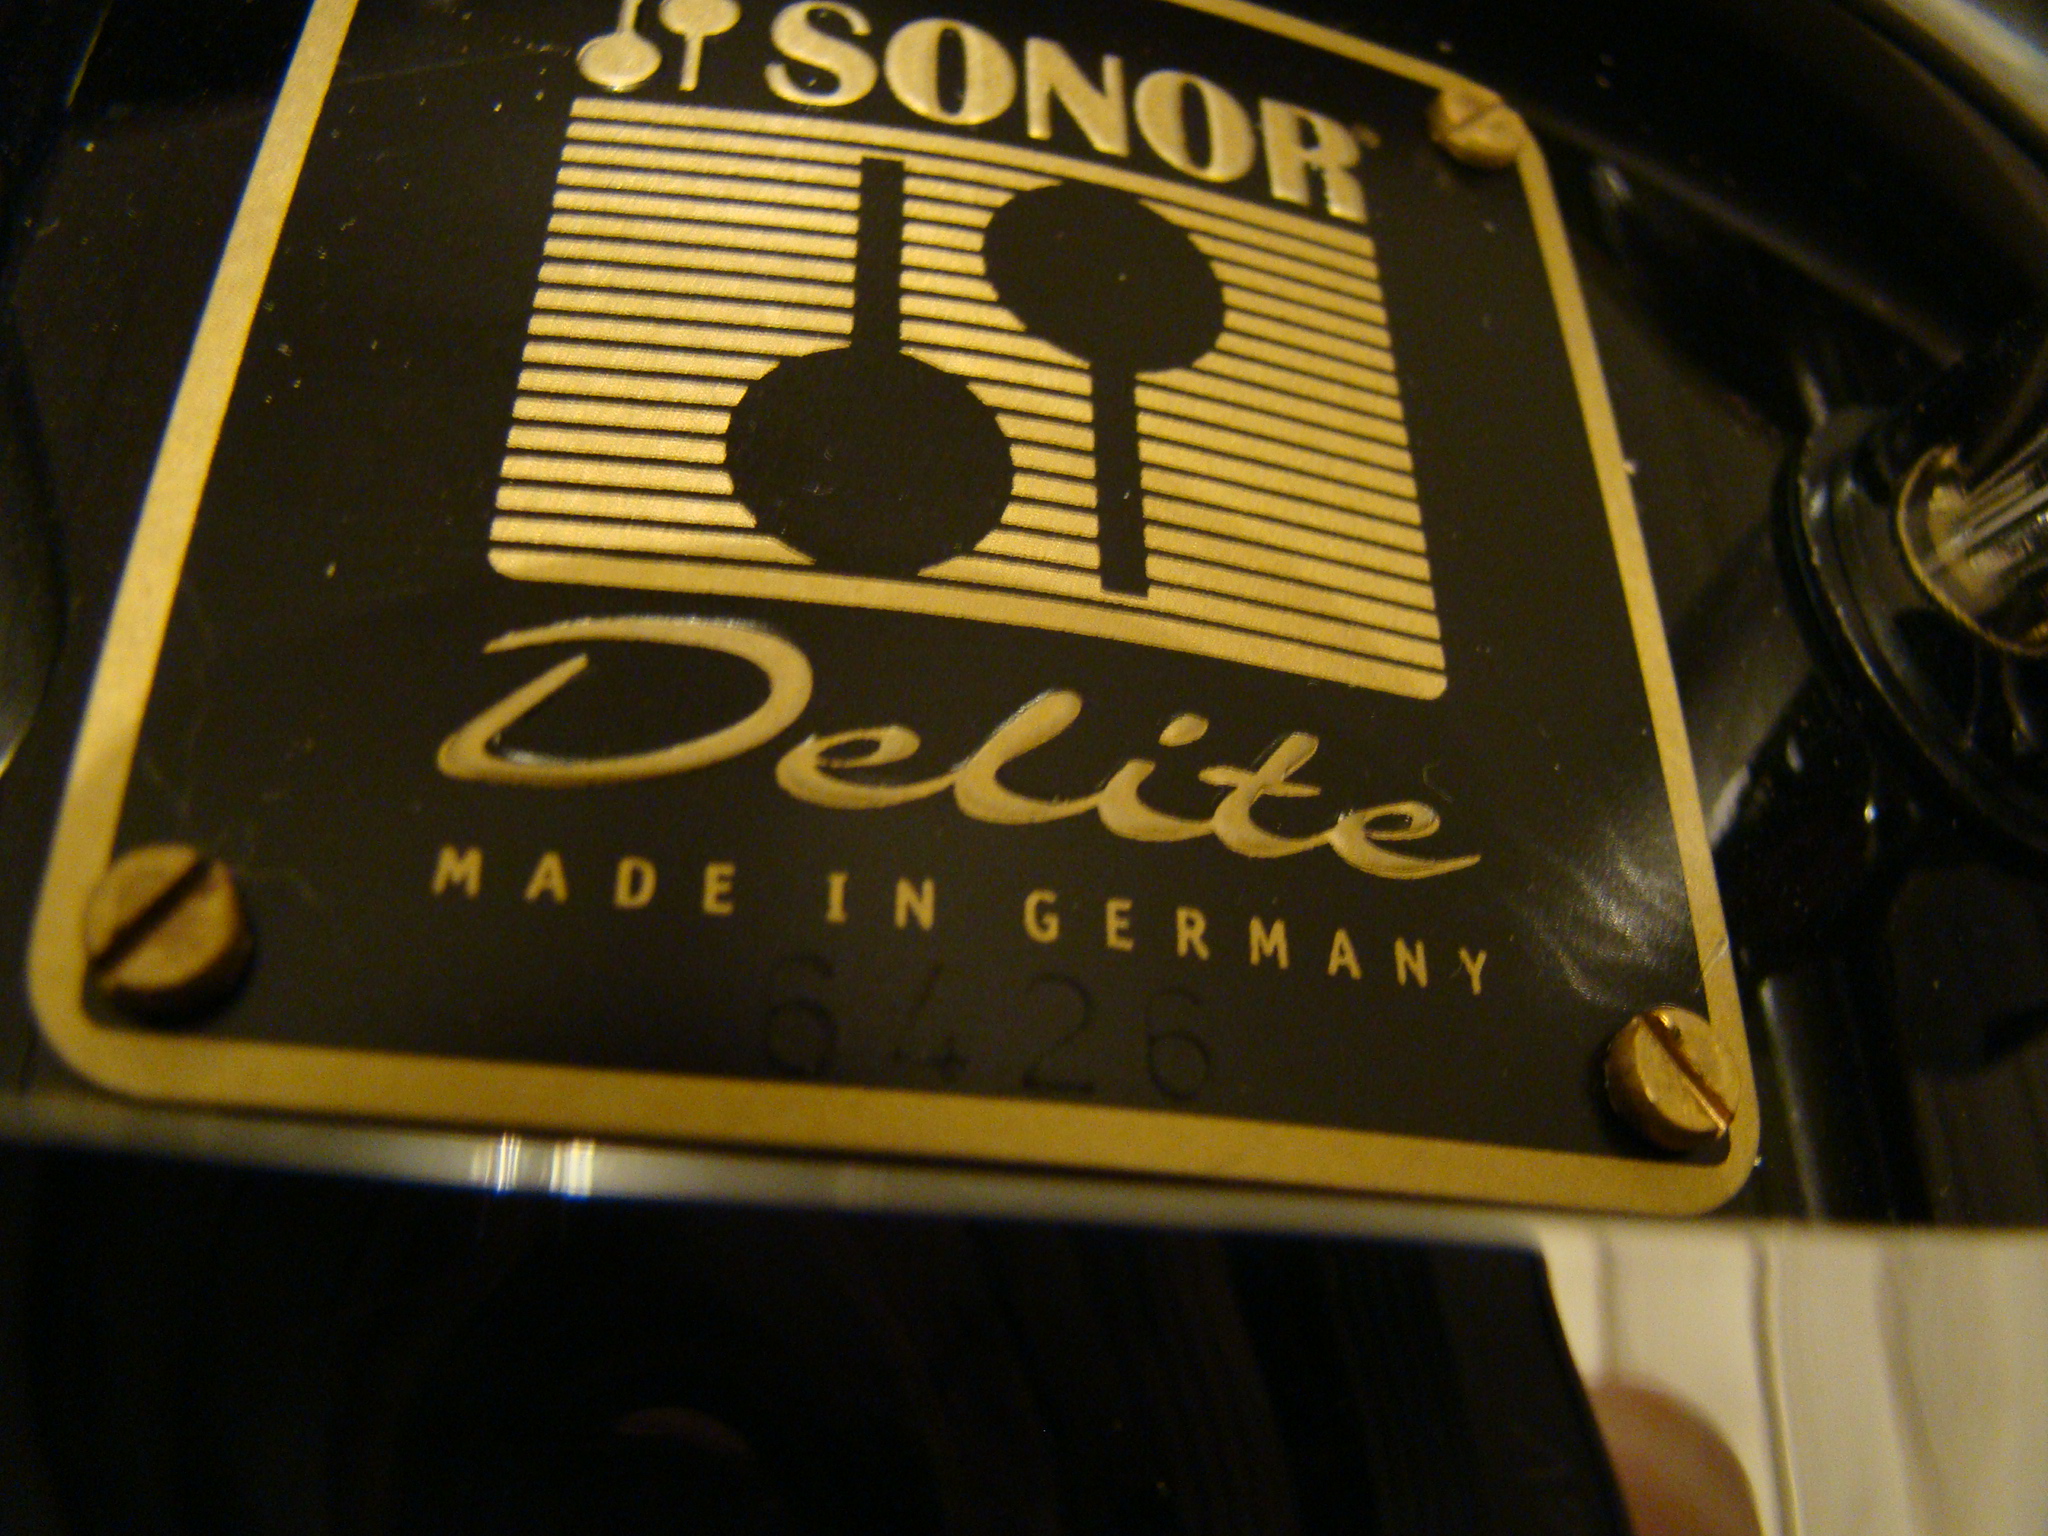 SONOR
Delite
MADE IN GERMANY
6426